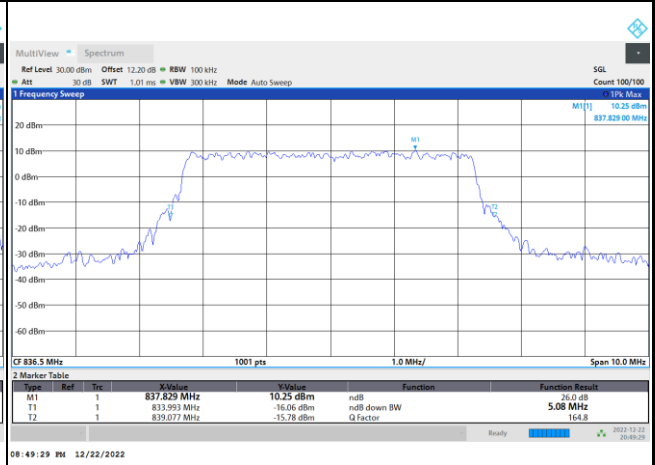 MultiView Spectrum
Ref Level 30.00 dBm Offset 12.20 dB RBW 100 kHz SGL
Att 30 dB SWT 1.01 ms VBW 300 kHz Mode Auto Sweep Count 100/100
1 Frequency Sweep 1Pk Max
M1[1] 10.25 dBm
837.829 00 MHz
20 dBm
M1
10 dBm
0 dBm
T1 T2
-10 dBm
-20 dBm
-30 dBm
-40 dBm
-50 dBm
-60 dBm
CF 836.5 MHz 1001 pts 1.0 MHz/ Span 10.0 MHz
2 Marker Table
Type Ref Trc X-Value Y-Value Function Function Result
M1 1 837.829 MHz 10.25 dBm ndB 26.0 dB
T1 1 833.993 MHz -16.06 dBm ndB down BW 5.08 MHz
T2 1 839.077 MHz -15.78 dBm Q Factor 164.8
Ready 2022-12-22
20:49:29
08:49:29 PM 12/22/2022